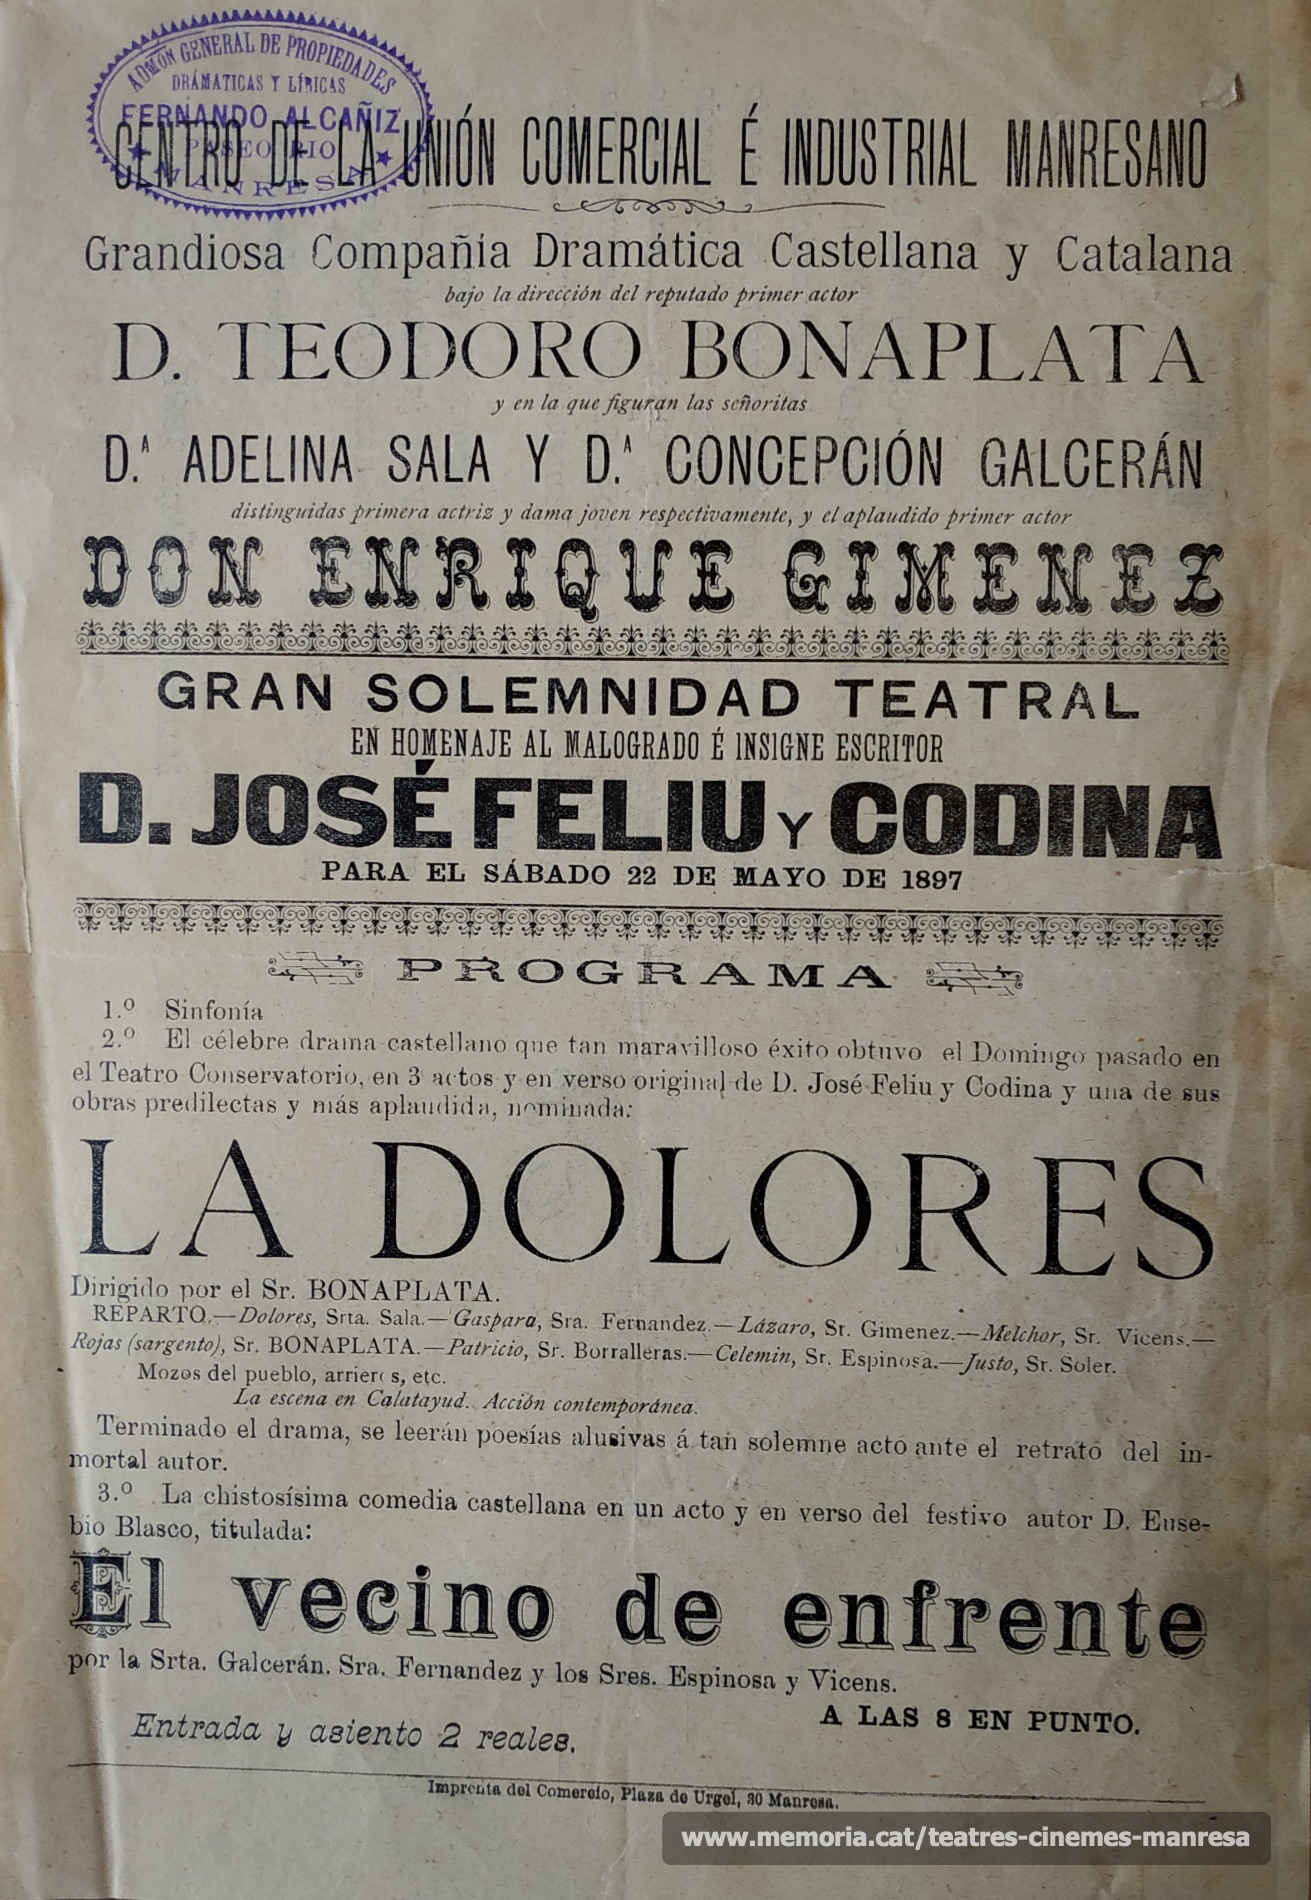 ADMÓN GENERAL DE PROPIEDADES
DRÁMATICAS Y LÍRICAS
FERNANDO ALCAÑIZ
PASEO RIO
MANRESA
CENTRO DE LA UNIÓN COMERCIAL É INDUSTRIAL MANRESANO
Grandiosa Compañía Dramática Castellana y Catalana
bajo la dirección del reputado primer actor
D. TEODORO BONAPLATA
y en la que figuran las señoritas
D.ª ADELINA SALA Y D.ª CONCEPCIÓN GALCERÁN
distinguidas primera actriz y dama joven respectivamente, y el aplaudido primer actor
DON ENRIQUE GIMENEZ
GRAN SOLEMNIDAD TEATRAL
EN HOMENAJE AL MALOGRADO É INSIGNE ESCRITOR
D. JOSÉ FELIU Y CODINA
PARA EL SÁBADO 22 DE MAYO DE 1897
PROGRAMA
1.º Sinfonía
2.º El célebre drama castellano que tan maravilloso éxito obtuvo el Domingo pasado en
el Teatro Conservatorio, en 3 actos y en verso original de D. José Feliu y Codina y una de sus
obras predilectas y más aplaudida, nominada:
LA DOLORES
Dirigido por el Sr. BONAPLATA.
REPARTO.—Dolores, Srta. Sala.—Gaspara, Sra. Fernandez.—Lázaro, Sr. Gimenez.—Melchor, Sr. Vicens.—
Rojas (sargento), Sr. BONAPLATA.—Patricio, Sr. Borralleras.—Celemin, Sr. Espinosa.—Justo, Sr. Soler.
Mozos del pueblo, arrieros, etc.
La escena en Calatayud. Acción contemporánea.
Terminado el drama, se leerán poesías alusivas á tan solemne acto ante el retrato del in-
mortal autor.
3.º La chistosísima comedia castellana en un acto y en verso del festivo autor D. Euse-
bio Blasco, titulada:
El vecino de enfrente
por la Srta. Galcerán. Sra. Fernandez y los Sres. Espinosa y Vicens.
A LAS 8 EN PUNTO.
Entrada y asiento 2 reales.
Imprenta del Comercio, Plaza de Urgel, 30 Manresa.
www.memoria.cat/teatres-cinemes-manresa